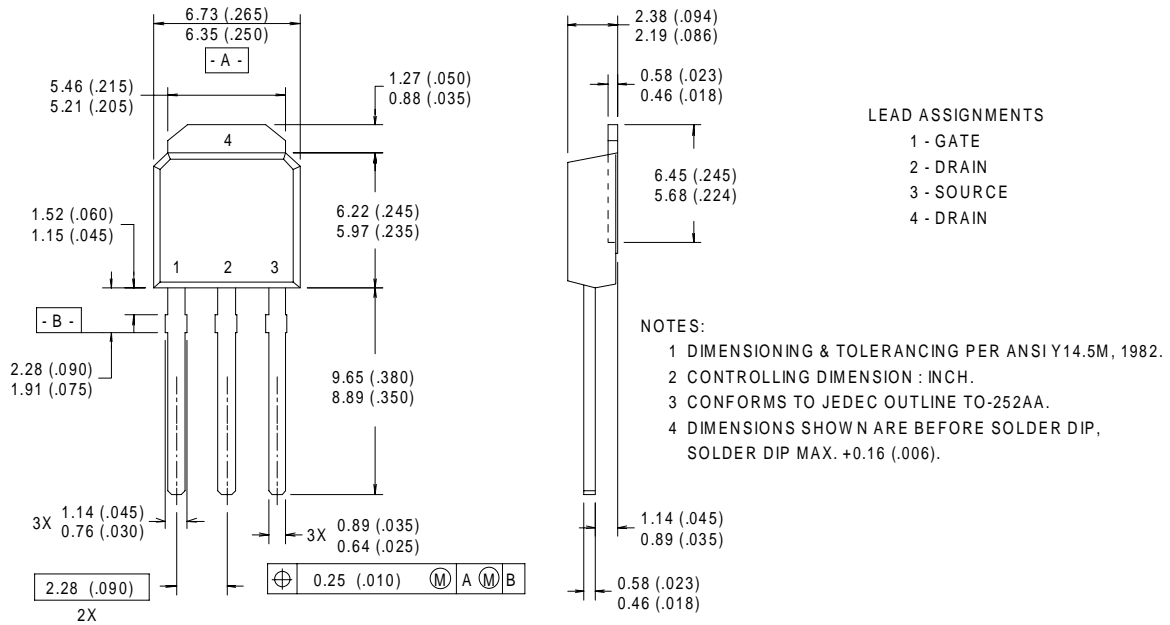 6.73 (.265)
6.35 (.250)
- A -
5.46 (.215)
5.21 (.205)
1.27 (.050)
0.88 (.035)
4
1.52 (.060)
1.15 (.045)
6.22 (.245)
5.97 (.235)
1 2 3
- B -
2.28 (.090)
1.91 (.075)
9.65 (.380)
8.89 (.350)
3X 1.14 (.045)
0.76 (.030)
3X 0.89 (.035)
0.64 (.025)
2.28 (.090)
2X
0.25 (.010) M A M B
2.38 (.094)
2.19 (.086)
0.58 (.023)
0.46 (.018)
6.45 (.245)
5.68 (.224)
1.14 (.045)
0.89 (.035)
0.58 (.023)
0.46 (.018)
LEAD ASSIGNMENTS
1 - GATE
2 - DRAIN
3 - SOURCE
4 - DRAIN
NOTES:
1 DIMENSIONING & TOLERANCING PER ANSI Y14.5M, 1982.
2 CONTROLLING DIMENSION : INCH.
3 CONFORMS TO JEDEC OUTLINE TO-252AA.
4 DIMENSIONS SHOWN ARE BEFORE SOLDER DIP,
SOLDER DIP MAX. +0.16 (.006).